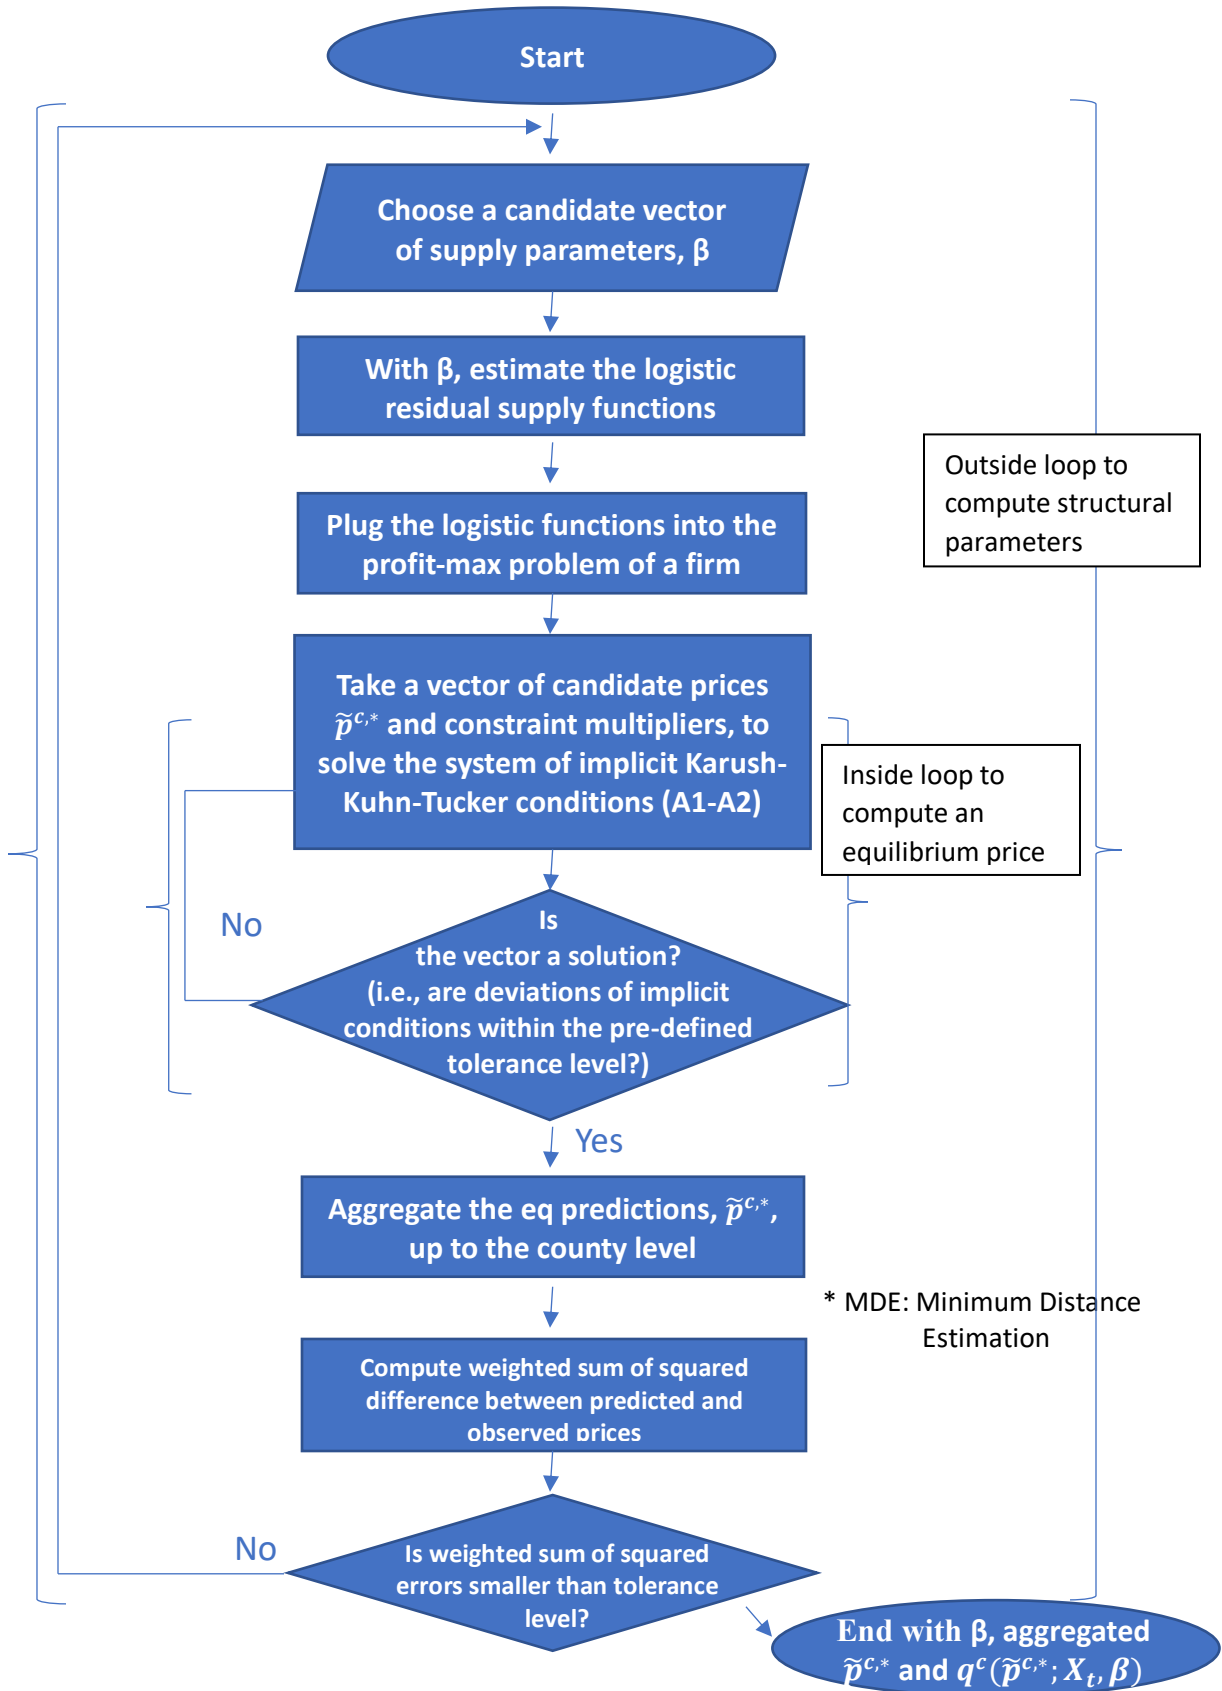 Start
Choose a candidate vector
of supply parameters, β
With β, estimate the logistic
residual supply functions
Outside loop to
compute structural
parameters
Plug the logistic functions into the
profit-max problem of a firm
Take a vector of candidate prices
p̃^{c,*} and constraint multipliers, to
solve the system of implicit Karush-
Kuhn-Tucker conditions (A1-A2)
Inside loop to
compute an
equilibrium price
No
Is
the vector a solution?
(i.e., are deviations of implicit
conditions within the pre-defined
tolerance level?)
Yes
Aggregate the eq predictions, p̃^{c,*},
up to the county level
* MDE: Minimum Distance
Estimation
Compute weighted sum of squared
difference between predicted and
observed prices
No
Is weighted sum of squared
errors smaller than tolerance
level?
End with β, aggregated
p̃^{c,*} and q^c(p̃^{c,*}; X_t, β)